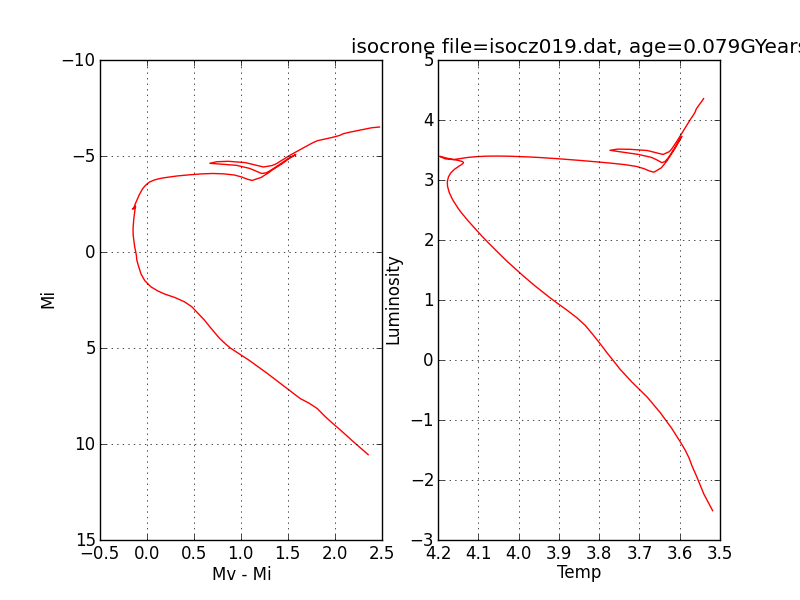 isocrone file=isocz019.dat, age=0.079GYears
−10
−5
0
5
10
15
Mi
−0.5 0.0 0.5 1.0 1.5 2.0 2.5
Mv - Mi
5
4
3
2
1
0
−1
−2
−3
Luminosity
4.2 4.1 4.0 3.9 3.8 3.7 3.6 3.5
Temp